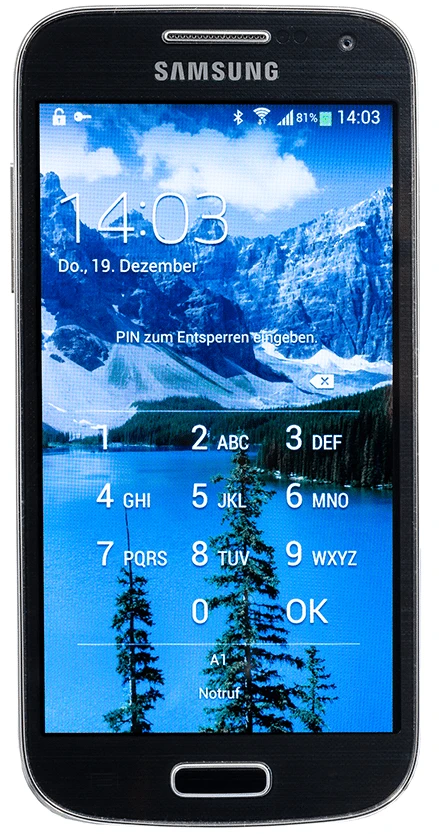 SAMSUNG
81% 14:03
14:03
Do., 19. Dezember
PIN zum Entsperren eingeben.
1 2 ABC 3 DEF
4 GHI 5 JKL 6 MNO
7 PQRS 8 TUV 9 WXYZ
0 OK
A1
Notruf